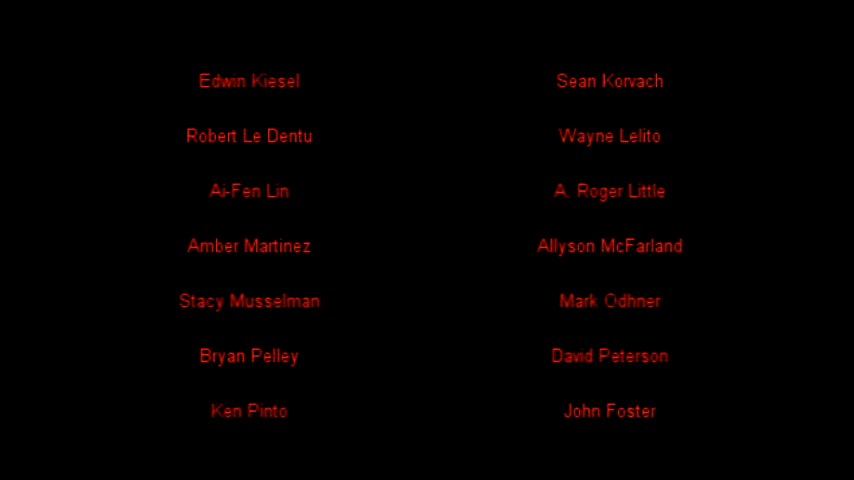 Edwin Kiesel
Sean Korvach
Robert Le Dentu
Wayne Lelito
Ai-Fen Lin
A. Roger Little
Amber Martinez
Allyson McFarland
Stacy Musselman
Mark Odhner
Bryan Pelley
David Peterson
Ken Pinto
John Foster